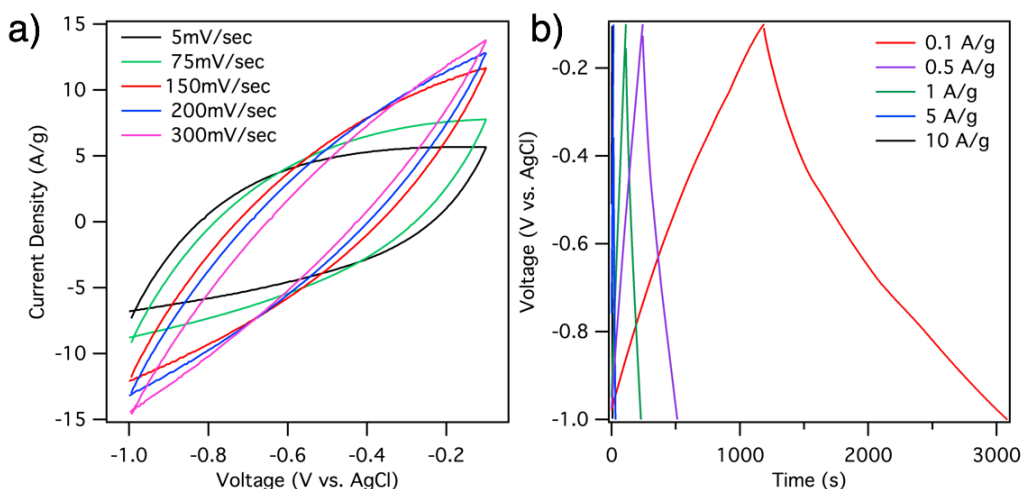 a)
5mV/sec
75mV/sec
150mV/sec
200mV/sec
300mV/sec
15
10
5
0
-5
-10
-15
Current Density (A/g)
-1.0 -0.8 -0.6 -0.4 -0.2
Voltage (V vs. AgCl)
b)
0.1 A/g
0.5 A/g
1 A/g
5 A/g
10 A/g
-0.2
-0.4
-0.6
-0.8
-1.0
Voltage (V vs. AgCl)
0 1000 2000 3000
Time (s)